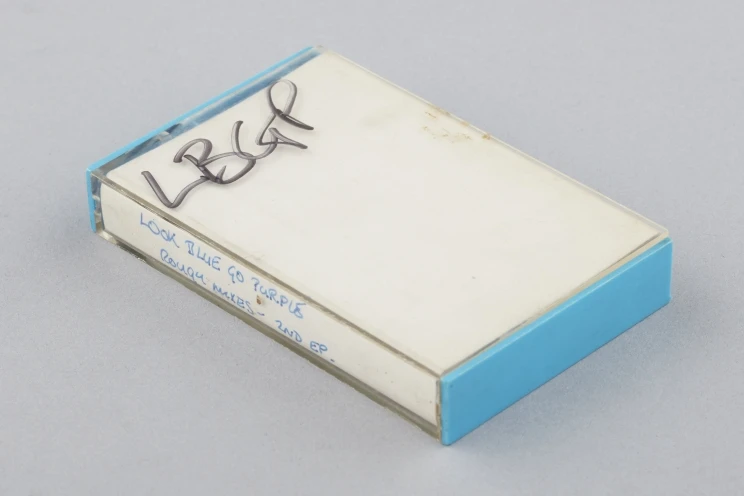 LBGP
LOOK BLUE GO PURPLE
ROUGH MIXES - 2ND EP.